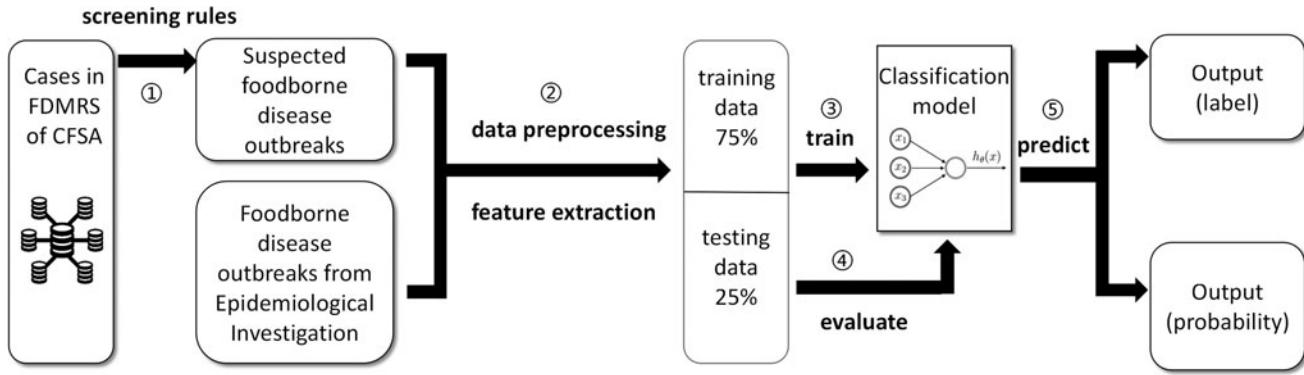 screening rules
Cases in
FDMRS
of CFSA
①
Suspected
foodborne
disease
outbreaks
Foodborne
disease
outbreaks from
Epidemiological
Investigation
②
data preprocessing
feature extraction
training
data
75%
testing
data
25%
③
train
④
evaluate
Classification
model
x₁
x₂
x₃
hθ(x)
⑤
predict
Output
(label)
Output
(probability)